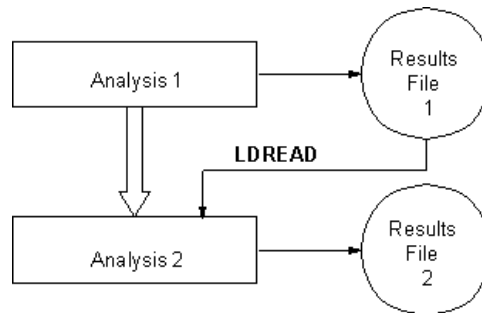 Analysis 1
Results
File
1
LDREAD
Analysis 2
Results
File
2